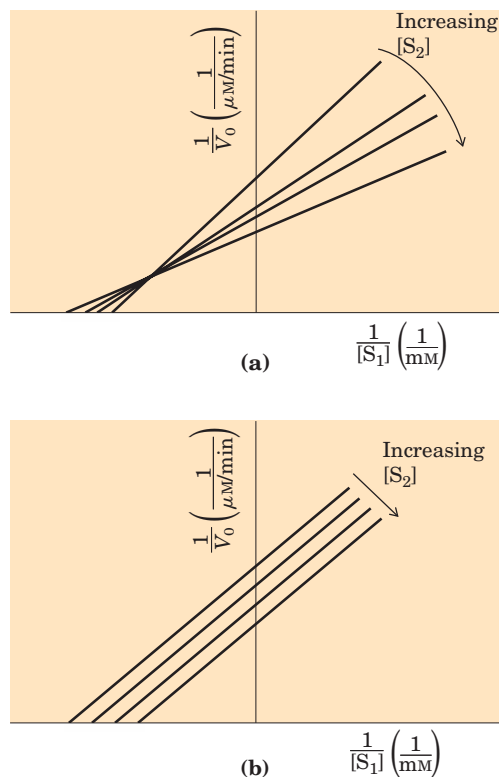 Increasing
[S₂]
1/V₀ (1/μM/min)
1/[S₁] (1/mM)
(a)
Increasing
[S₂]
1/V₀ (1/μM/min)
1/[S₁] (1/mM)
(b)